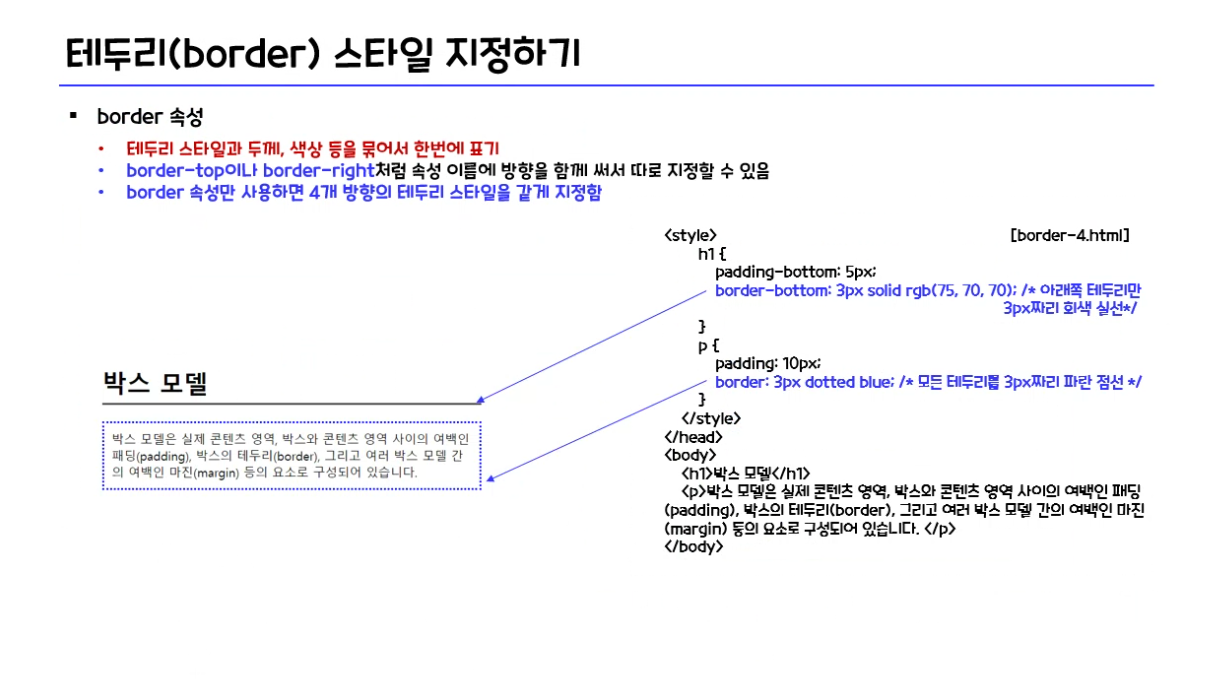 테두리(border) 스타일 지정하기
▪ border 속성
• 테두리 스타일과 두께, 색상 등을 묶어서 한번에 표기
• border-top이나 border-right처럼 속성 이름에 방향을 함께 써서 따로 지정할 수 있음
• border 속성만 사용하면 4개 방향의 테두리 스타일을 같게 지정함
<style> [border-4.html]
h1 {
padding-bottom: 5px;
border-bottom: 3px solid rgb(75, 70, 70); /* 아래쪽 테두리만
3px짜리 회색 실선*/
}
p {
padding: 10px;
border: 3px dotted blue; /* 모든 테두리를 3px짜리 파란 점선 */
}
</style>
</head>
<body>
<h1>박스 모델</h1>
<p>박스 모델은 실제 콘텐츠 영역, 박스와 콘텐츠 영역 사이의 여백인 패딩
(padding), 박스의 테두리(border), 그리고 여러 박스 모델 간의 여백인 마진
(margin) 등의 요소로 구성되어 있습니다. </p>
</body>
박스 모델
박스 모델은 실제 콘텐츠 영역, 박스와 콘텐츠 영역 사이의 여백인
패딩(padding), 박스의 테두리(border), 그리고 여러 박스 모델 간
의 여백인 마진(margin) 등의 요소로 구성되어 있습니다.